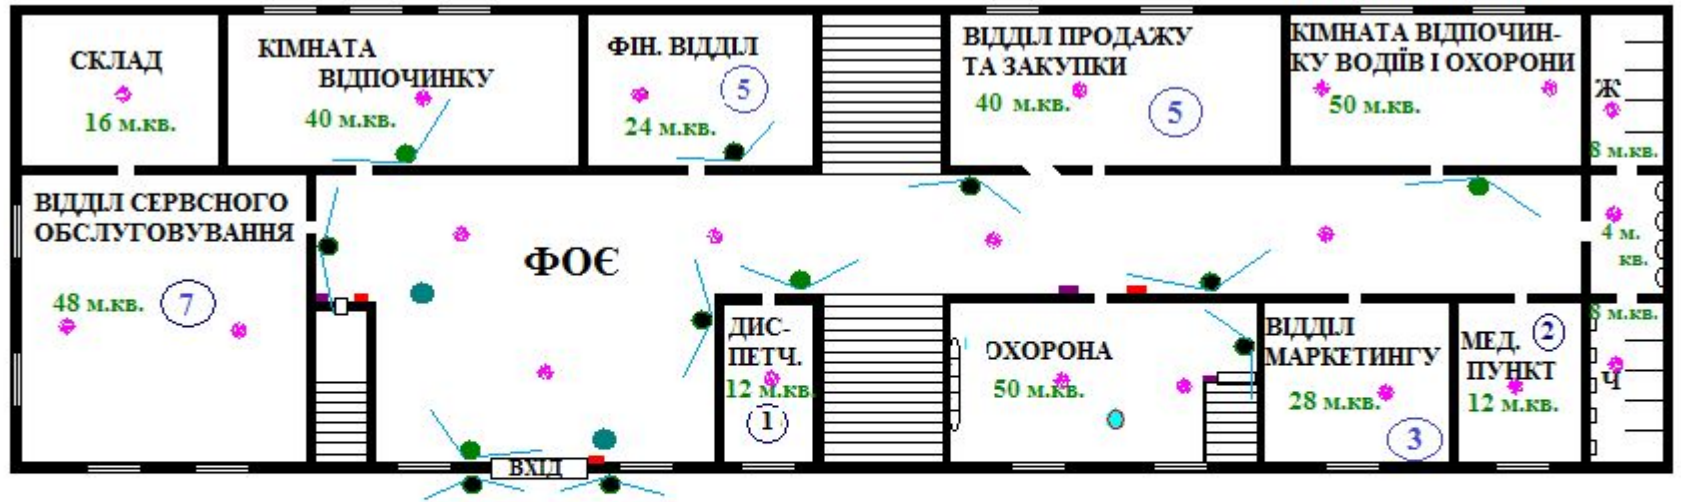 СКЛАД
16 м.кв.
КІМНАТА
ВІДПОЧИНКУ
40 м.кв.
ФІН. ВІДДІЛ
5
24 м.кв.
ВІДДІЛ ПРОДАЖУ
ТА ЗАКУПКИ
40 м.кв.
5
КІМНАТА ВІДПОЧИН-
КУ ВОДІЇВ І ОХОРОНИ
50 м.кв.
Ж
8 м.кв.
ВІДДІЛ СЕРВСНОГО
ОБСЛУГОВУВАННЯ
48 м.кв.
7
ФОЄ
4 м.
кв.
ДИС-
ПЕТЧ.
12 м.кв.
1
ОХОРОНА
50 м.кв.
ВІДДІЛ
МАРКЕТИНГУ
28 м.кв.
3
МЕД.
ПУНКТ
2
12 м.кв.
8 м.кв.
Ч
ВХІД